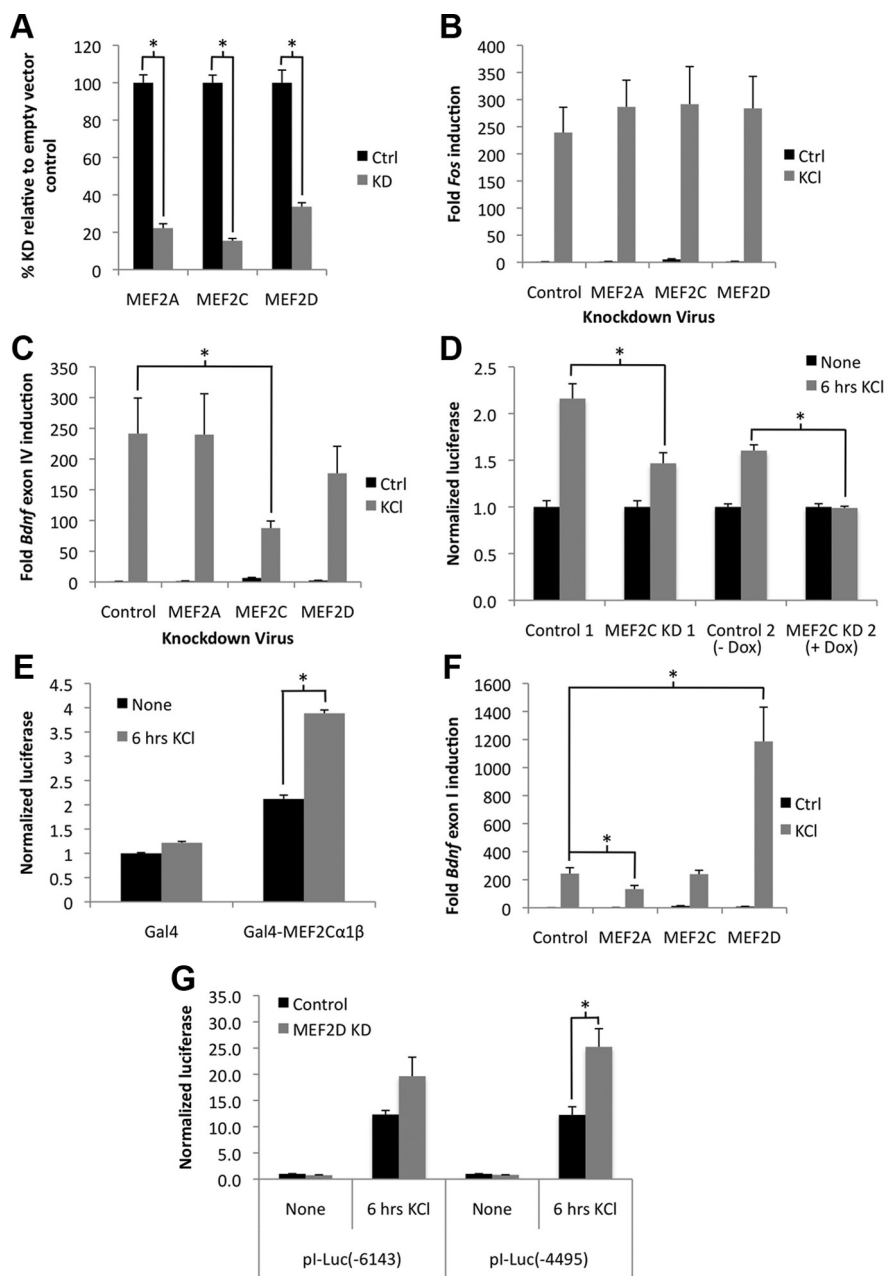 A
% KD relative to empty vector
control
120
100
80
60
40
20
0
*
*
*
MEF2A
MEF2C
MEF2D
Ctrl
KD
B
Fold Fos induction
400
350
300
250
200
150
100
50
0
Control
MEF2A
MEF2C
MEF2D
Knockdown Virus
Ctrl
KCl
C
Fold Bdnf exon IV induction
350
300
250
200
150
100
50
0
*
Control
MEF2A
MEF2C
MEF2D
Knockdown Virus
Ctrl
KCl
D
Normalized luciferase
2.5
2.0
1.5
1.0
0.5
0.0
*
*
None
6 hrs KCl
Control 1
MEF2C KD 1
Control 2
(- Dox)
MEF2C KD 2
(+ Dox)
E
Normalized luciferase
4.5
4
3.5
3
2.5
2
1.5
1
0.5
0
None
6 hrs KCl
*
Gal4
Gal4-MEF2Cα1β
F
Fold Bdnf exon I induction
1600
1400
1200
1000
800
600
400
200
0
*
*
Control
MEF2A
MEF2C
MEF2D
Ctrl
KCl
G
Normalized luciferase
35.0
30.0
25.0
20.0
15.0
10.0
5.0
0.0
Control
MEF2D KD
*
None
6 hrs KCl
None
6 hrs KCl
pI-Luc(-6143)
pI-Luc(-4495)